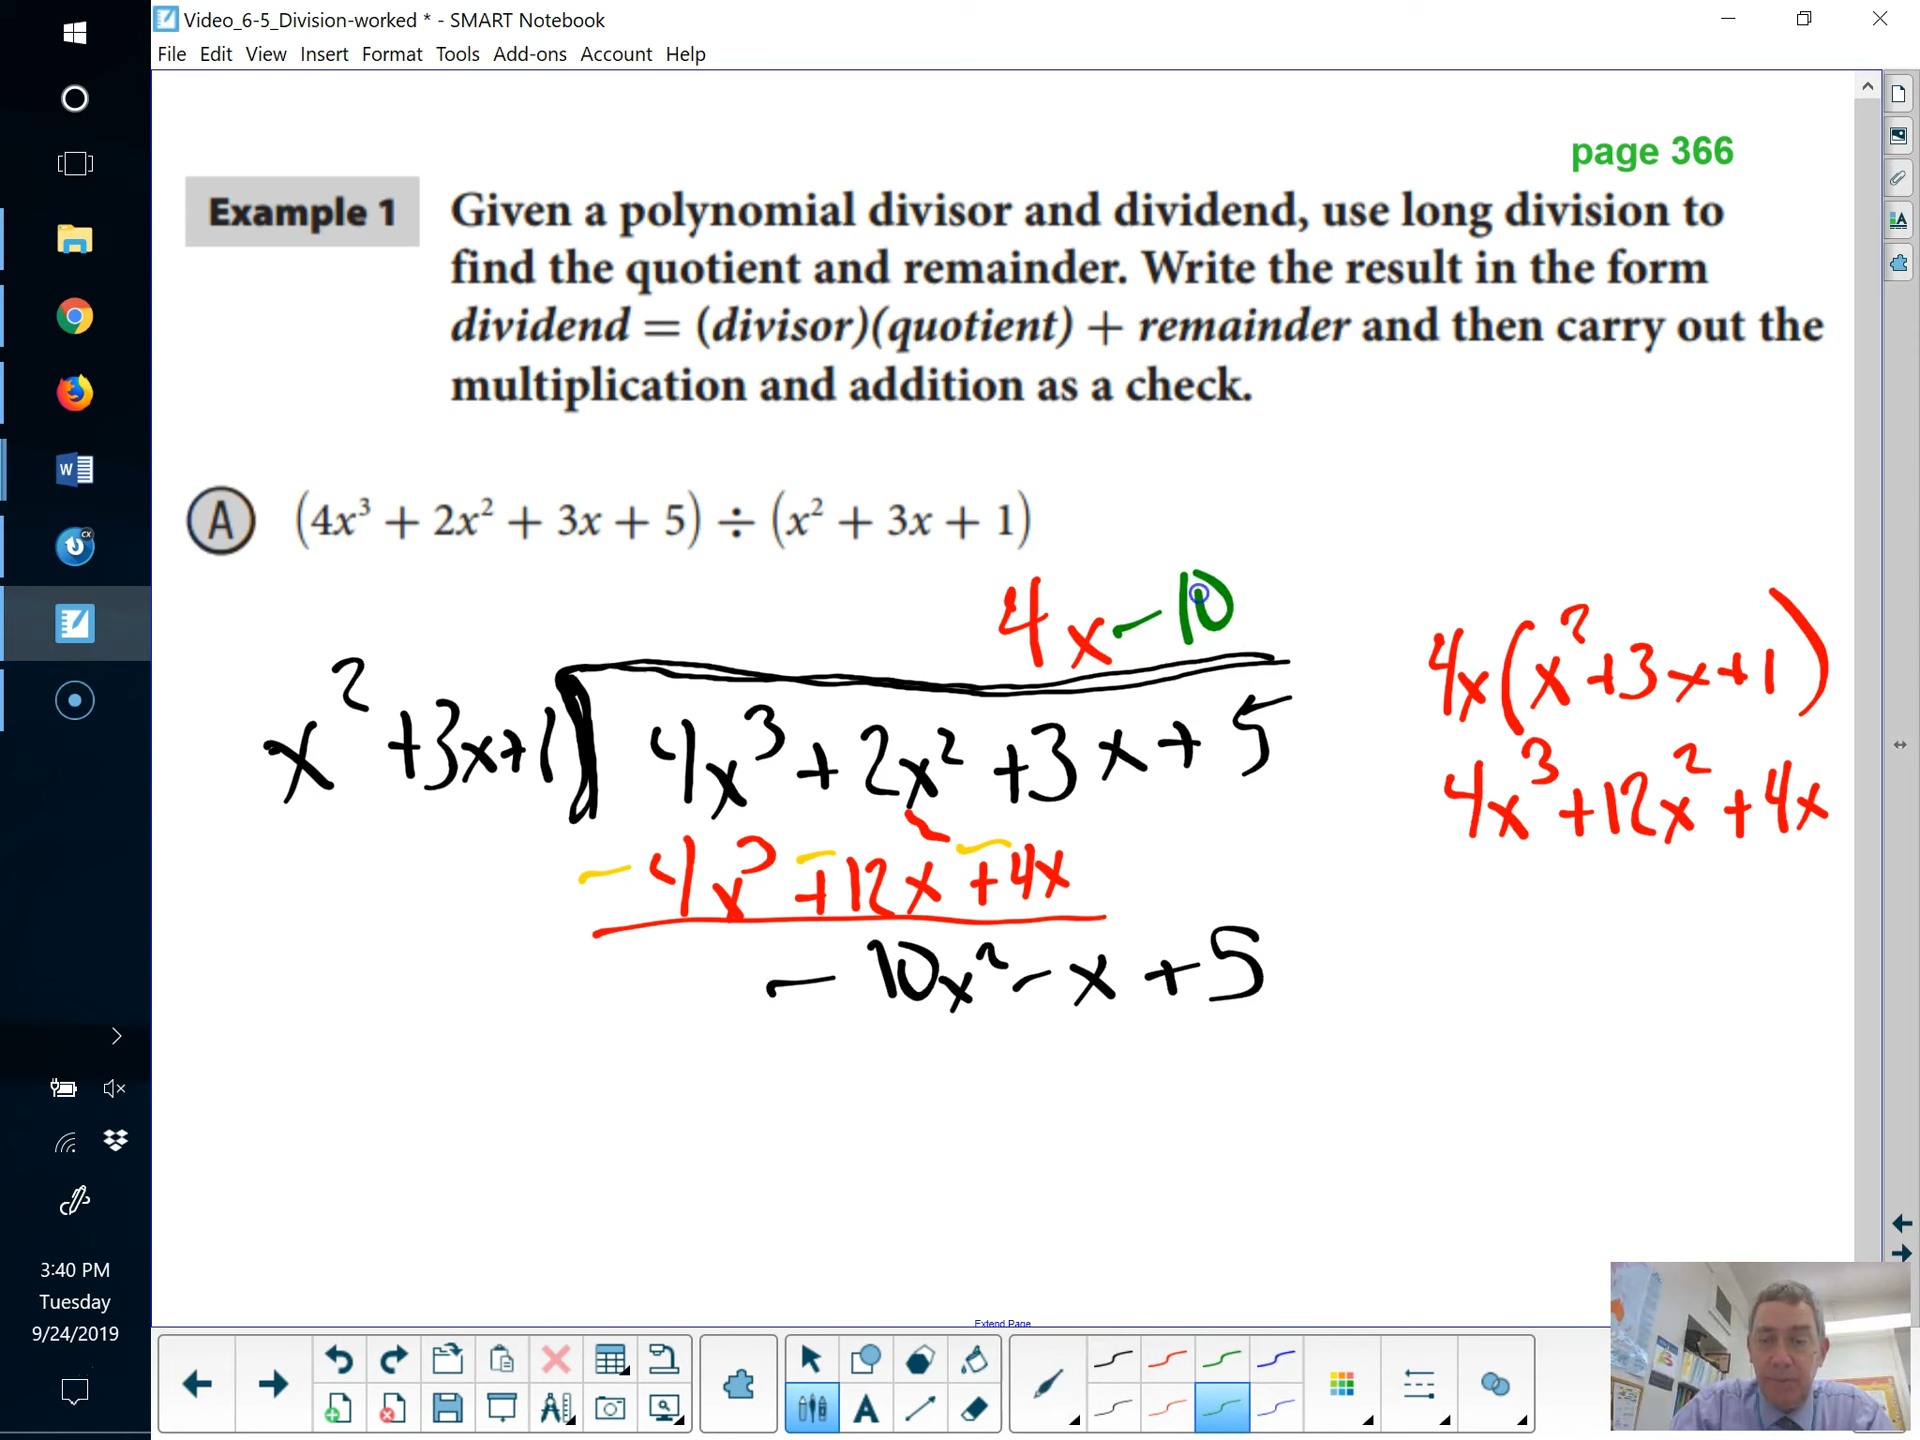 Video_6-5_Division-worked * - SMART Notebook
File Edit View Insert Format Tools Add-ons Account Help
page 366
Example 1 Given a polynomial divisor and dividend, use long division to
find the quotient and remainder. Write the result in the form
dividend = (divisor)(quotient) + remainder and then carry out the
multiplication and addition as a check.
A (4x³ + 2x² + 3x + 5) ÷ (x² + 3x + 1)
4x - 10
x² + 3x + 1 4x³ + 2x² + 3x + 5
- 4x³ + 12x + 4x
- 10x² - x + 5
4x(x² + 3x + 1)
4x³ + 12x² + 4x
3:40 PM
Tuesday
9/24/2019
Extend Page